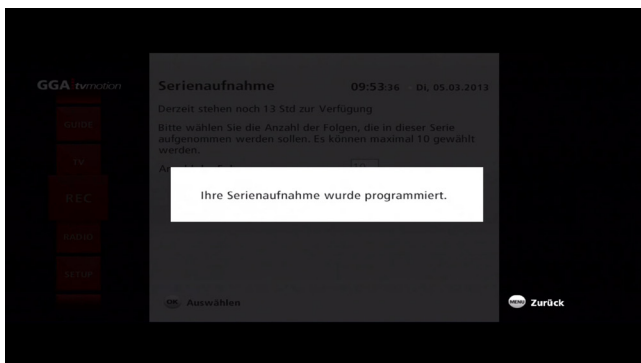 GGA tvmotion
GUIDE
TV
REC
RADIO
SETUP
Serienaufnahme 09:53:36 Di, 05.03.2013
Derzeit stehen noch 13 Std zur Verfügung
Bitte wählen Sie die Anzahl der Folgen, die in dieser Serie
aufgenommen werden sollen. Es können maximal 10 gewählt
werden.
Ihre Serienaufnahme wurde programmiert.
OK Auswählen
MENU Zurück